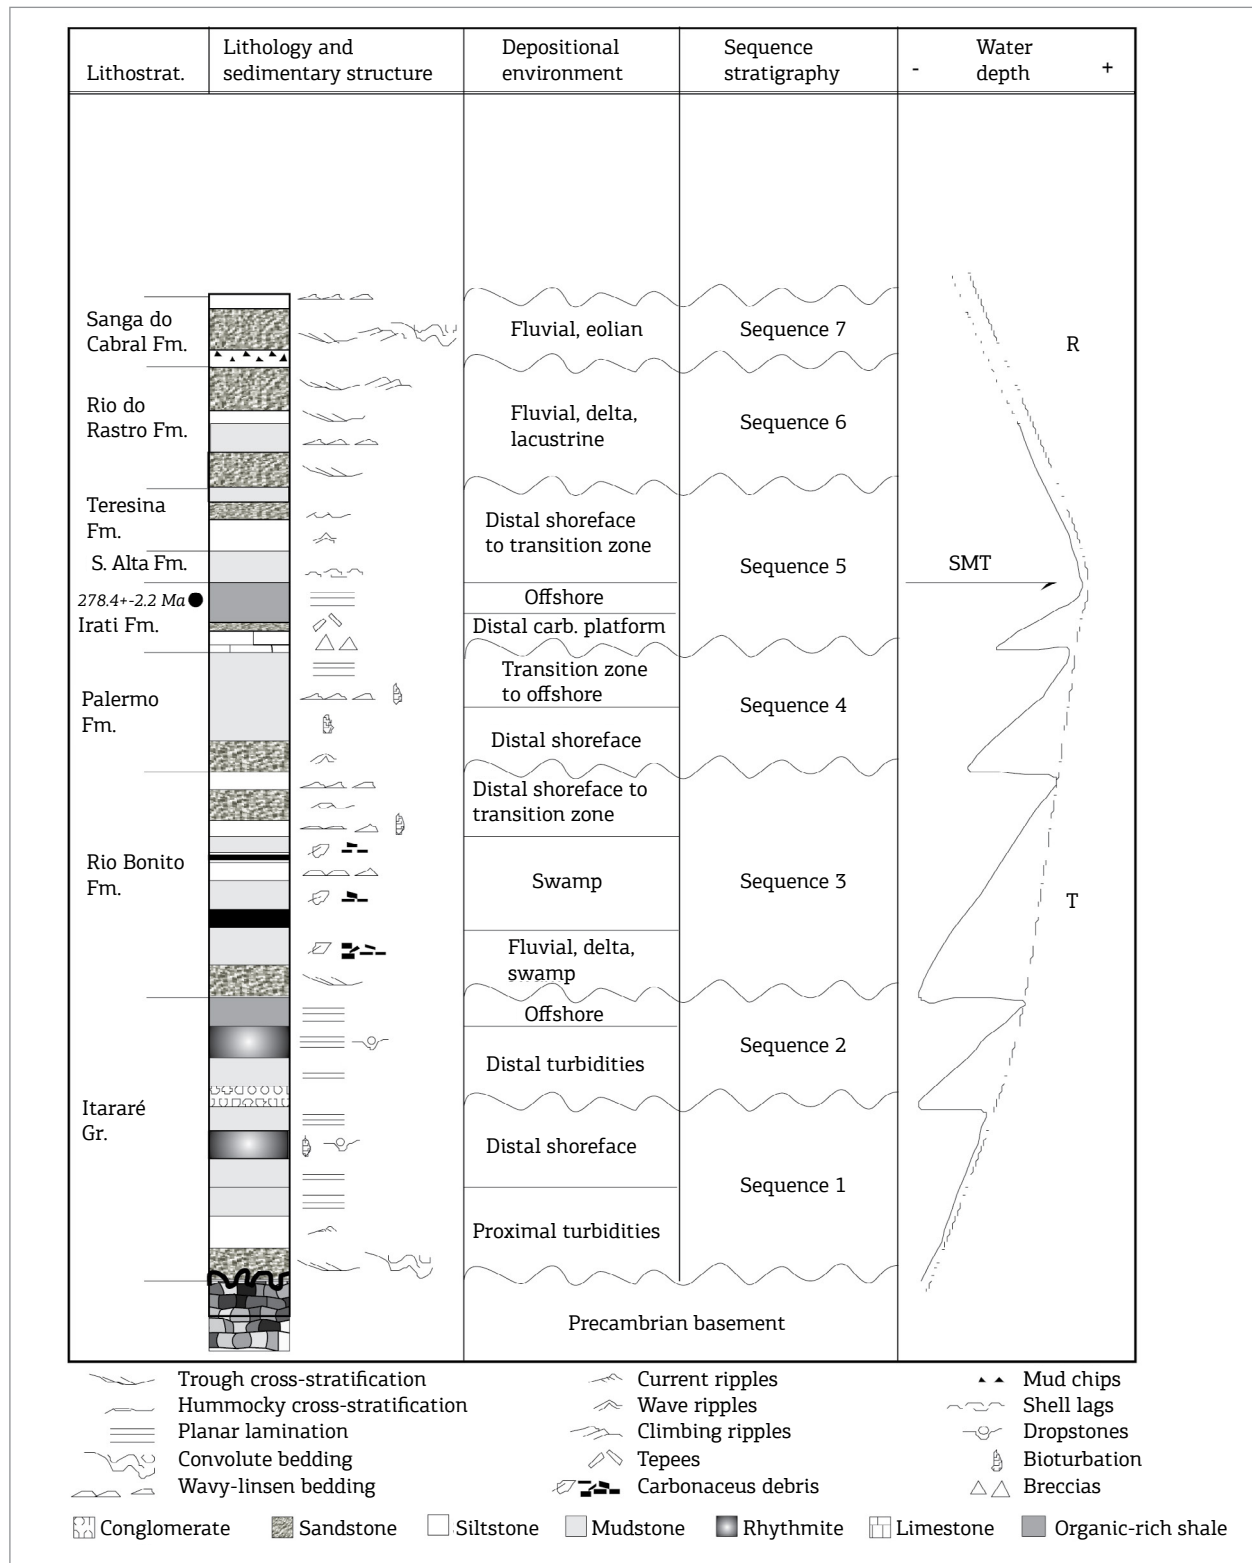 Lithostrat.
Lithology and
sedimentary structure
Depositional
environment
Sequence
stratigraphy
Water
depth
-
+
Sanga do
Cabral Fm.
Fluvial, eolian
Sequence 7
R
Rio do
Rastro Fm.
Fluvial, delta,
lacustrine
Sequence 6
Teresina
Fm.
Distal shoreface
to transition zone
S. Alta Fm.
Sequence 5
SMT
278.4+-2.2 Ma
Irati Fm.
Offshore
Distal carb. platform
Palermo
Fm.
Transition zone
to offshore
Sequence 4
Distal shoreface
Rio Bonito
Fm.
Distal shoreface to
transition zone
Swamp
Sequence 3
T
Fluvial, delta,
swamp
Itararé
Gr.
Offshore
Distal turbidities
Sequence 2
Distal shoreface
Sequence 1
Proximal turbidities
Precambrian basement
Trough cross-stratification
Hummocky cross-stratification
Planar lamination
Convolute bedding
Wavy-linsen bedding
Current ripples
Wave ripples
Climbing ripples
Tepees
Carbonaceus debris
Mud chips
Shell lags
Dropstones
Bioturbation
Breccias
Conglomerate
Sandstone
Siltstone
Mudstone
Rhythmite
Limestone
Organic-rich shale